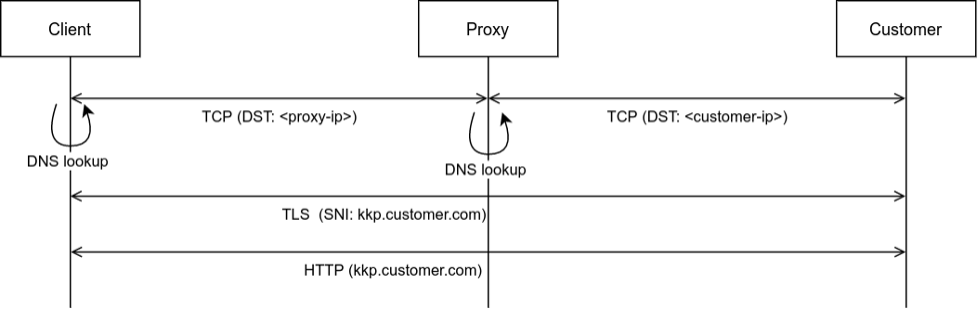 Client
Proxy
Customer
TCP (DST: <proxy-ip>)
TCP (DST: <customer-ip>)
DNS lookup
DNS lookup
TLS  (SNI: kkp.customer.com)
HTTP (kkp.customer.com)